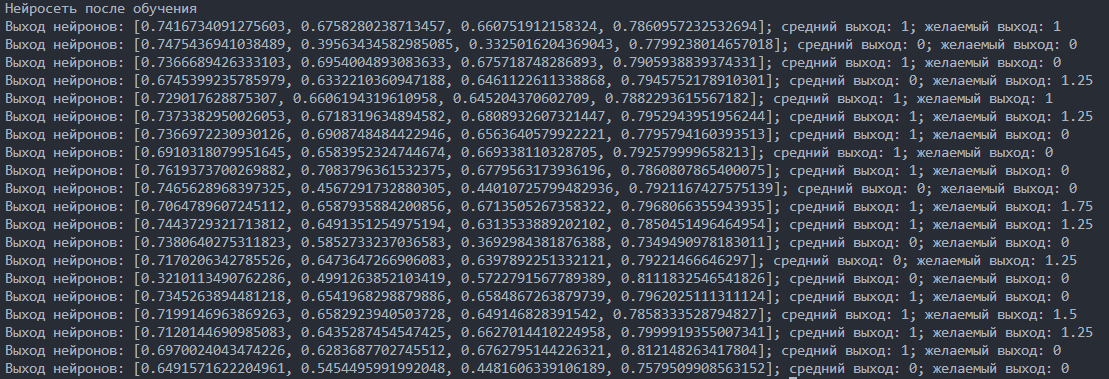 Нейросеть после обучения
Выход нейронов: [0.7416734091275603, 0.6758280238713457, 0.660751912158324, 0.7860957232532694]; средний выход: 1; желаемый выход: 1
Выход нейронов: [0.7475436941038489, 0.39563434582985085, 0.3325016204369043, 0.7799238014657018]; средний выход: 0; желаемый выход: 0
Выход нейронов: [0.7366689426333103, 0.6954004893083633, 0.675718748286893, 0.7905938839374331]; средний выход: 1; желаемый выход: 0
Выход нейронов: [0.6745399235785979, 0.6332210360947188, 0.6461122611338868, 0.7945752178910301]; средний выход: 0; желаемый выход: 1.25
Выход нейронов: [0.729017628875307, 0.6606194319610958, 0.645204370602709, 0.7882293615567182]; средний выход: 1; желаемый выход: 1
Выход нейронов: [0.7373382950026053, 0.6718319634894582, 0.6808932607321447, 0.7952943951956244]; средний выход: 1; желаемый выход: 1.25
Выход нейронов: [0.7366972230930126, 0.6908748484422946, 0.6563640579922221, 0.7795794160393513]; средний выход: 1; желаемый выход: 0
Выход нейронов: [0.6910318079951645, 0.6583952324744674, 0.669338110328705, 0.792579999658213]; средний выход: 1; желаемый выход: 0
Выход нейронов: [0.7619373700269882, 0.7083796361532375, 0.6779563173936196, 0.7860807865400075]; средний выход: 1; желаемый выход: 1
Выход нейронов: [0.7465628968397325, 0.4567291732880305, 0.44010725799482936, 0.7921167427575139]; средний выход: 0; желаемый выход: 0
Выход нейронов: [0.7064789607245112, 0.6587935884200856, 0.6713505267358322, 0.7968066355943935]; средний выход: 1; желаемый выход: 1.75
Выход нейронов: [0.7443729321713812, 0.6491351254975194, 0.6313533889202102, 0.7850451496464954]; средний выход: 1; желаемый выход: 1.25
Выход нейронов: [0.7380640275311823, 0.5852733237036583, 0.369298438187638​8, 0.7349490978183011]; средний выход: 0; желаемый выход: 0
Выход нейронов: [0.7170206342785526, 0.6473647266906083, 0.6397892251332121, 0.79221466646297]; средний выход: 0; желаемый выход: 1.25
Выход нейронов: [0.3210113490762286, 0.4991263852103419, 0.5722791567789389, 0.8111832546541826]; средний выход: 0; желаемый выход: 0
Выход нейронов: [0.7345263894481218, 0.6541968298879886, 0.6584867263879739, 0.7962025111311124]; средний выход: 1; желаемый выход: 0
Выход нейронов: [0.7199146963869263, 0.6582923940503728, 0.649146828391542, 0.7858333528794827]; средний выход: 1; желаемый выход: 1.5
Выход нейронов: [0.7120144690985083, 0.6435287454547425, 0.6627014410224958, 0.7999919355007341]; средний выход: 1; желаемый выход: 1.25
Выход нейронов: [0.6970024043474226, 0.6283687702745512, 0.6762795144226321, 0.812148263417804]; средний выход: 1; желаемый выход: 0
Выход нейронов: [0.6491571622204961, 0.5454495991992048, 0.4481606339106189, 0.7579509908563152]; средний выход: 0; желаемый выход: 0